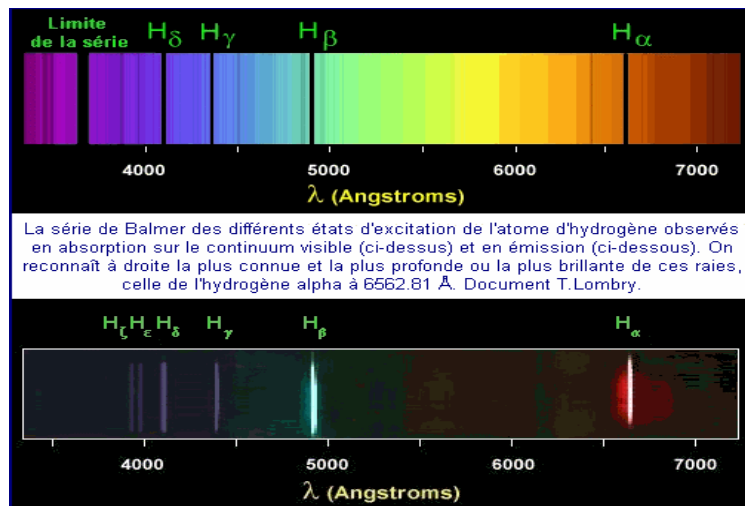 Limite
de la série
Hδ Hγ Hβ Hα
4000 5000 6000 7000
λ (Angstroms)
La série de Balmer des différents états d'excitation de l'atome d'hydrogène observés
en absorption sur le continuum visible (ci-dessus) et en émission (ci-dessous). On
reconnaît à droite la plus connue et la plus profonde ou la plus brillante de ces raies,
celle de l'hydrogène alpha à 6562.81 Å. Document T.Lombry.
Hζ Hε Hδ Hγ Hβ Hα
4000 5000 6000 7000
λ (Angstroms)